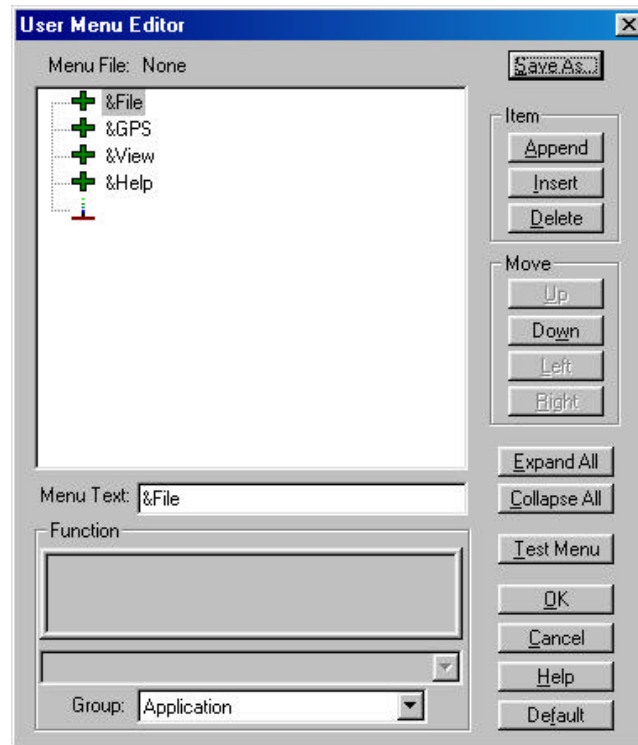 User Menu Editor
Menu File: None
Save As...
&File
&GPS
&View
&Help
Item
Append
Insert
Delete
Move
Up
Down
Left
Right
Expand All
Collapse All
Menu Text: &File
Function
Test Menu
OK
Cancel
Help
Default
Group: Application